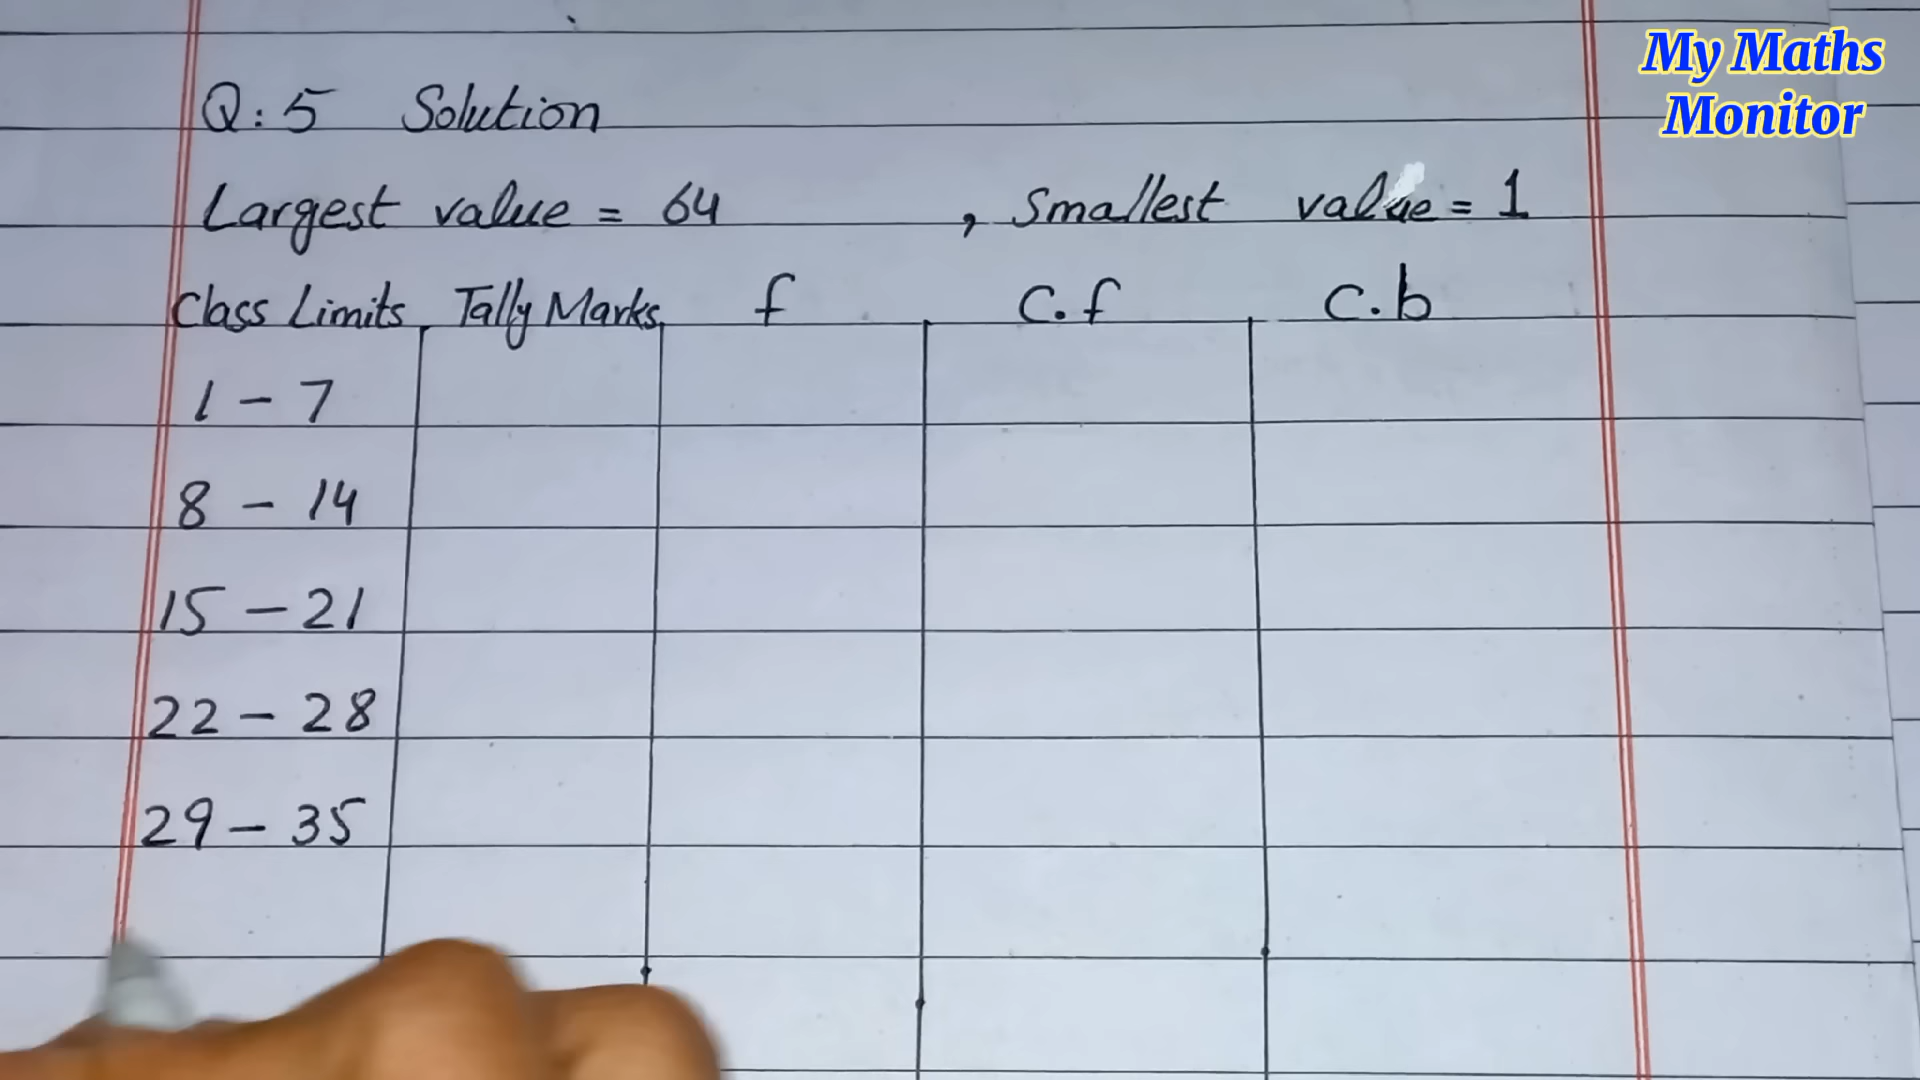 My Maths
Monitor
Q: 5 Solution
Largest value = 64 , Smallest value = 1
Class Limits Tally Marks f C.f C.b
1 - 7
8 - 14
15 - 21
22 - 28
29 - 35